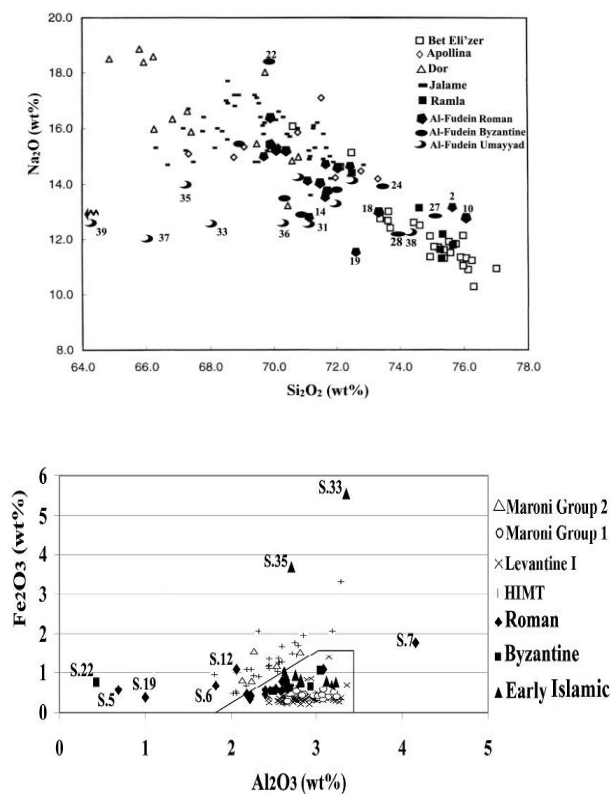 20.0
18.0
16.0
14.0
12.0
10.0
8.0
Na₂O (wt%)
64.0 66.0 68.0 70.0 72.0 74.0 76.0 78.0
Si₂O₂ (wt%)
Bet Eli'zer
Apollina
Dor
Jalame
Ramla
Al-Fudein Roman
Al-Fudein Byzantine
Al-Fudein Umayyad
22
35
24
39
37
33
36
14
31
19
18
28
38
27
2
10
6
5
4
3
2
1
0
Fe₂O₃ (wt%)
0 1 2 3 4 5
Al₂O₃ (wt%)
S.33
S.35
S.7
S.12
S.22
S.5
S.19
S.6
Maroni Group 2
Maroni Group 1
Levantine I
HIMT
Roman
Byzantine
Early Islamic